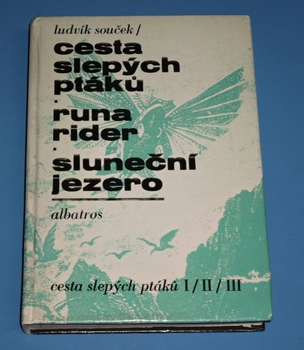 ludvík souček/
cesta
slepých
ptáků
· runa
rider
· sluneční
jezero
albatros
cesta slepých ptáků I/II/III